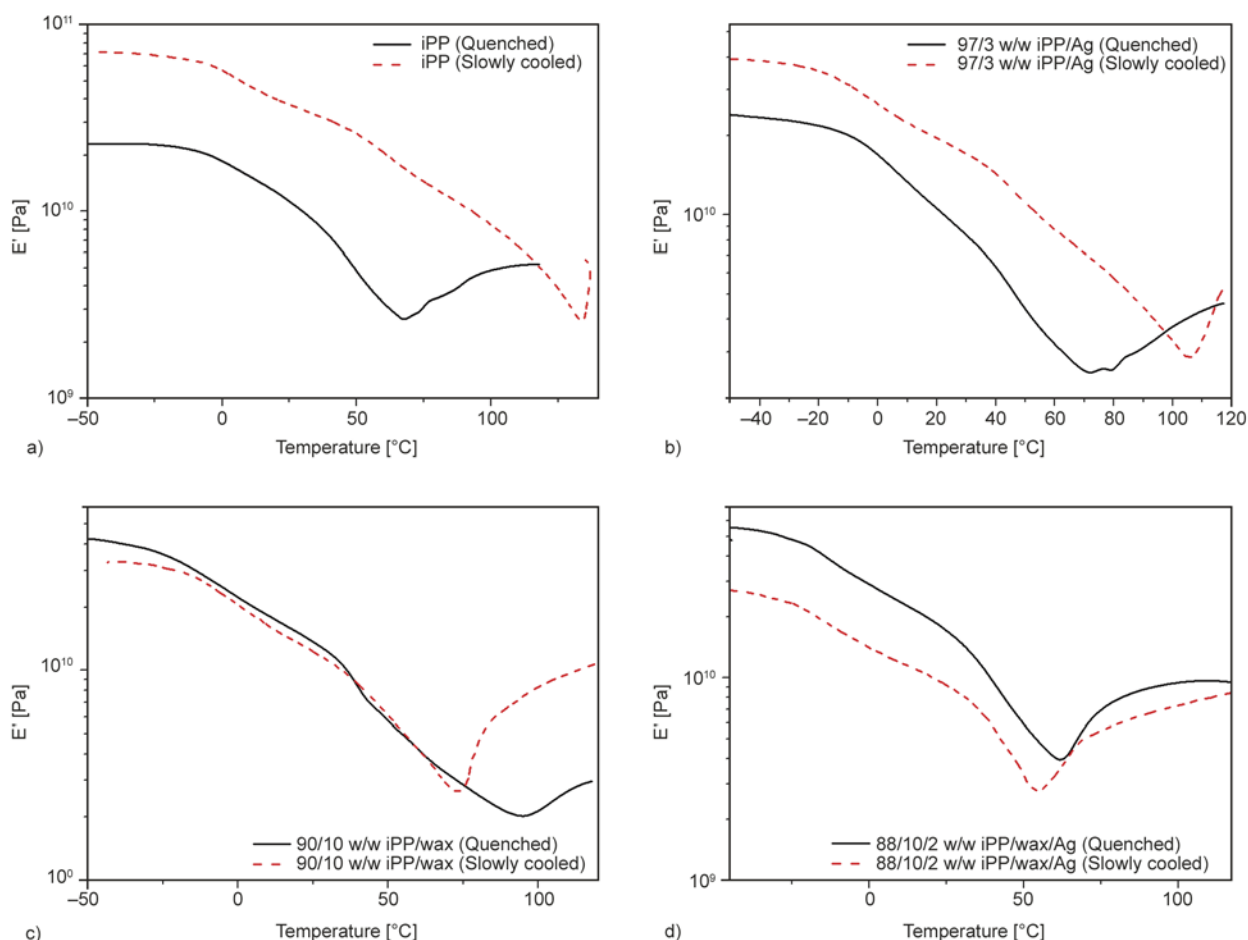 10¹¹
iPP (Quenched)
iPP (Slowly cooled)
10¹⁰
E' [Pa]
10⁹
–50 0 50 100
a) Temperature [°C]
97/3 w/w iPP/Ag (Quenched)
97/3 w/w iPP/Ag (Slowly cooled)
10¹⁰
E' [Pa]
–40 –20 0 20 40 60 80 100 120
b) Temperature [°C]
10¹⁰
E' [Pa]
90/10 w/w iPP/wax (Quenched)
90/10 w/w iPP/wax (Slowly cooled)
10⁰
–50 0 50 100
c) Temperature [°C]
10¹⁰
E' [Pa]
88/10/2 w/w iPP/wax/Ag (Quenched)
88/10/2 w/w iPP/wax/Ag (Slowly cooled)
10⁹
0 50 100
d) Temperature [°C]